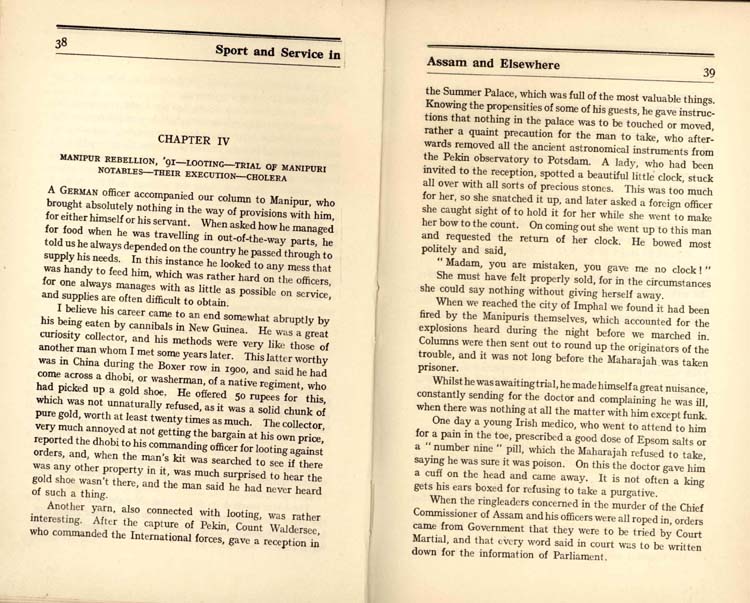 38
Sport and Service in
CHAPTER IV
MANIPUR REBELLION, '91—LOOTING—TRIAL OF MANIPURI
NOTABLES—THEIR EXECUTION—CHOLERA
A GERMAN officer accompanied our column to Manipur, who
brought absolutely nothing in the way of provisions with him,
for either himself or his servant. When asked how he managed
for food when he was travelling in out-of-the-way parts, he
told us he always depended on the country he passed through to
supply his needs. In this instance he looked to any mess that
was handy to feed him, which was rather hard on the officers,
for one always manages with as little as possible on service,
and supplies are often difficult to obtain.
I believe his career came to an end somewhat abruptly by
his being eaten by cannibals in New Guinea. He was a great
curiosity collector, and his methods were very like those of
another man whom I met some years later. This latter worthy
was in China during the Boxer row in 1900, and said he had
come across a dhobi, or washerman, of a native regiment, who
had picked up a gold shoe. He offered 50 rupees for this,
which was not unnaturally refused, as it was a solid chunk of
pure gold, worth at least twenty times as much. The collector,
very much annoyed at not getting the bargain at his own price,
reported the dhobi to his commanding officer for looting against
orders, and, when the man's kit was searched to see if there
was any other property in it, was much surprised to hear the
gold shoe wasn't there, and the man said he had never heard
of such a thing.
Another yarn, also connected with looting, was rather
interesting. After the capture of Pekin, Count Waldersee,
who commanded the International forces, gave a reception in
Assam and Elsewhere
39
the Summer Palace, which was full of the most valuable things.
Knowing the propensities of some of his guests, he gave instruc-
tions that nothing in the palace was to be touched or moved,
rather a quaint precaution for the man to take, who after-
wards removed all the ancient astronomical instruments from
the Pekin observatory to Potsdam. A lady, who had been
invited to the reception, spotted a beautiful little clock, stuck
all over with all sorts of precious stones. This was too much
for her, so she snatched it up, and later asked a foreign officer
she caught sight of to hold it for her while she went to make
her bow to the count. On coming out she went up to this man
and requested the return of her clock. He bowed most
politely and said,
" Madam, you are mistaken, you gave me no clock ! "
She must have felt properly sold, for in the circumstances
she could say nothing without giving herself away.
When we reached the city of Imphal we found it had been
fired by the Manipuris themselves, which accounted for the
explosions heard during the night before we marched in.
Columns were then sent out to round up the originators of the
trouble, and it was not long before the Maharajah was taken
prisoner.
Whilst he was awaiting trial, he made himself a great nuisance,
constantly sending for the doctor and complaining he was ill,
when there was nothing at all the matter with him except funk.
One day a young Irish medico, who went to attend to him
for a pain in the toe, prescribed a good dose of Epsom salts or
a " number nine " pill, which the Maharajah refused to take,
saying he was sure it was poison. On this the doctor gave him
a cuff on the head and came away. It is not often a king
gets his ears boxed for refusing to take a purgative.
When the ringleaders concerned in the murder of the Chief
Commissioner of Assam and his officers were all roped in, orders
came from Government that they were to be tried by Court
Martial, and that every word said in court was to be written
down for the information of Parliament.